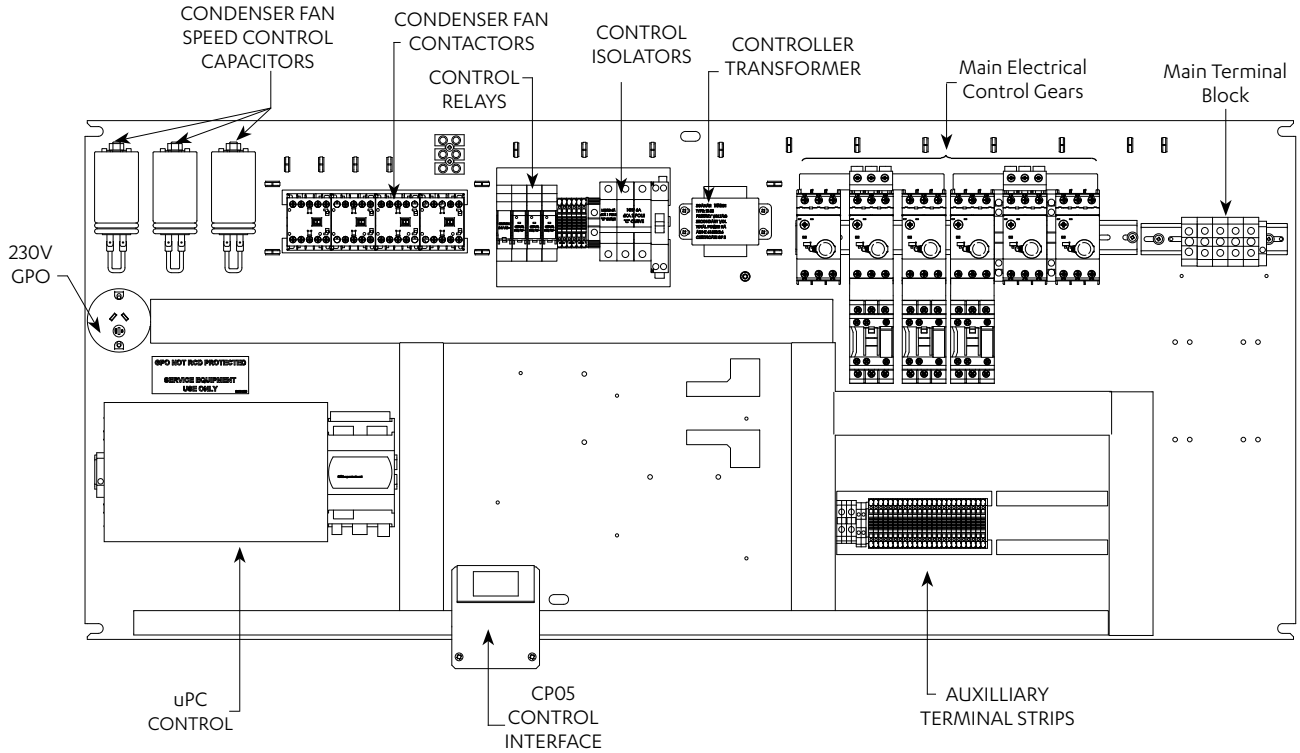 CONDENSER FAN
SPEED CONTROL
CAPACITORS
CONDENSER FAN
CONTACTORS
CONTROL
RELAYS
CONTROL
ISOLATORS
CONTROLLER
TRANSFORMER
Main Electrical
Control Gears
Main Terminal
Block
230V
GPO
GPO NOT RCD PROTECTED
SERVICE EQUIPMENT
USE ONLY
uPC
CONTROL
CP05
CONTROL
INTERFACE
AUXILLIARY
TERMINAL STRIPS